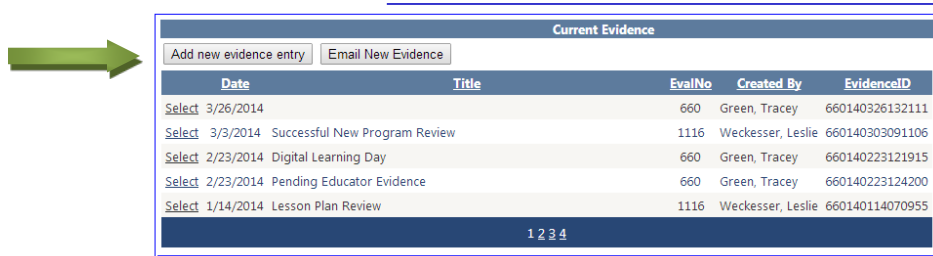 Current Evidence
Add new evidence entry Email New Evidence
Date Title EvalNo Created By EvidenceID
Select 3/26/2014 660 Green, Tracey 660140326132111
Select 3/3/2014 Successful New Program Review 1116 Weckesser, Leslie 660140303091106
Select 2/23/2014 Digital Learning Day 660 Green, Tracey 660140223121915
Select 2/23/2014 Pending Educator Evidence 660 Green, Tracey 660140223124200
Select 1/14/2014 Lesson Plan Review 1116 Weckesser, Leslie 660140114070955
1 2 3 4